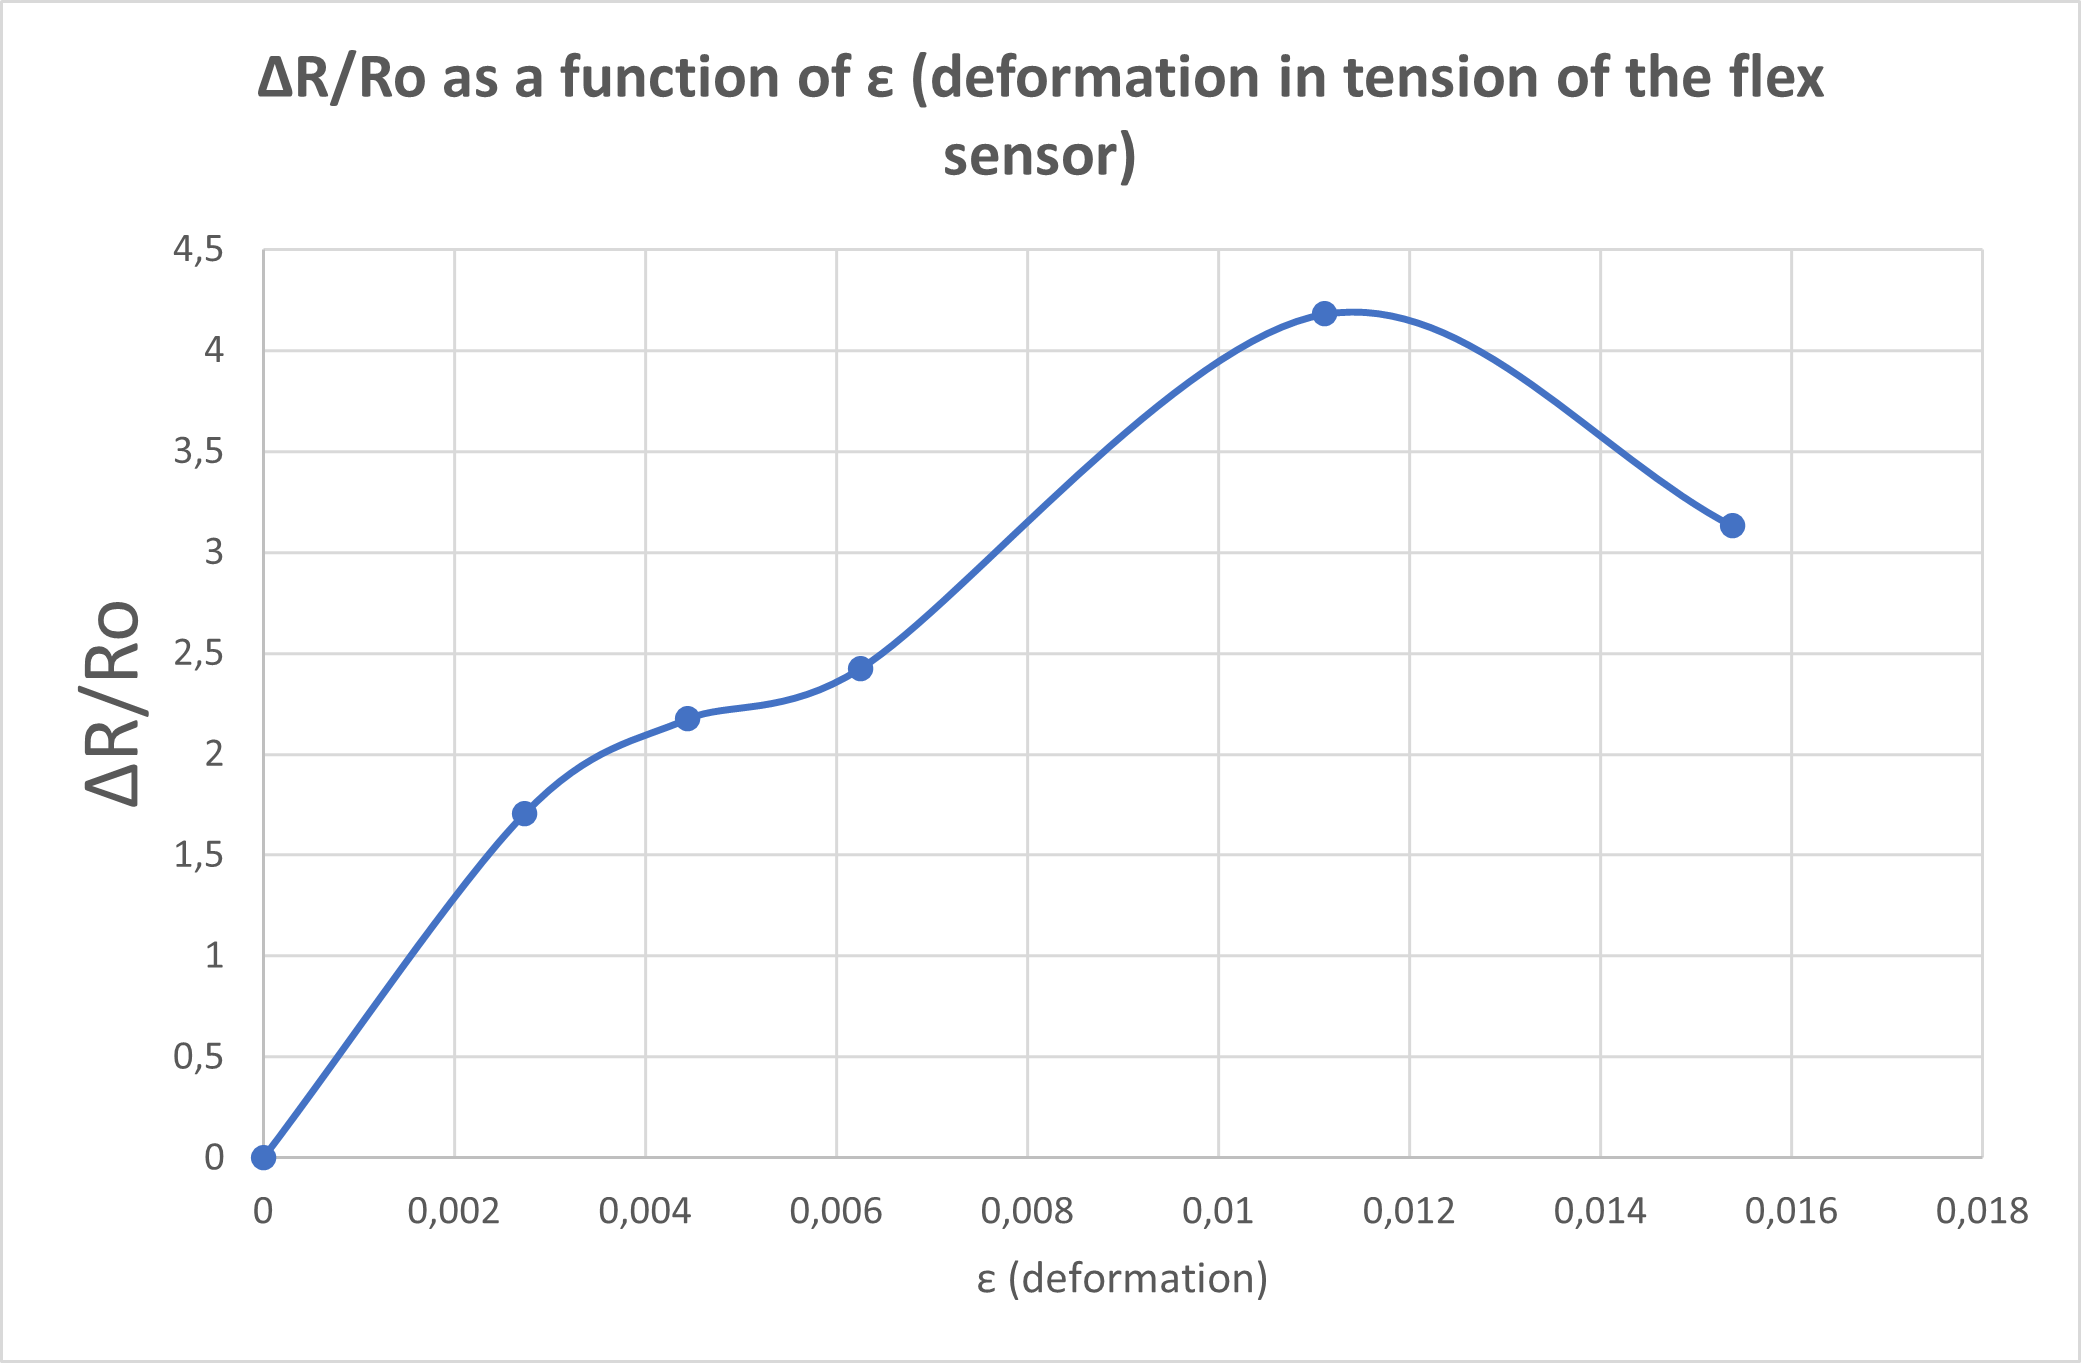 ΔR/Ro as a function of ε (deformation in tension of the flex
sensor)
4,5
4
3,5
3
2,5
2
1,5
1
0,5
0
ΔR/Ro
0 0,002 0,004 0,006 0,008 0,01 0,012 0,014 0,016 0,018
ε (deformation)